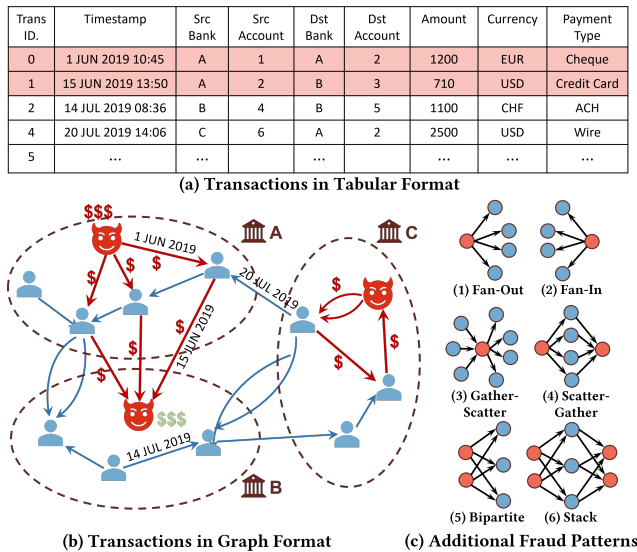 Trans ID. Timestamp Src Bank Src Account Dst Bank Dst Account Amount Currency Payment Type
0 1 JUN 2019 10:45 A 1 A 2 1200 EUR Cheque
1 15 JUN 2019 13:50 A 2 B 3 710 USD Credit Card
2 14 JUL 2019 08:36 B 4 B 5 1100 CHF ACH
4 20 JUL 2019 14:06 C 6 A 2 2500 USD Wire
5 ... ... ... ... ... ... ... ...
(a) Transactions in Tabular Format
$$$
A
C
1 JUN 2019
$ $ $
20 JUL 2019
$
15 JUN 2019
$
$ $
$
$
$$$
14 JUL 2019
B
(b) Transactions in Graph Format
(1) Fan-Out
(2) Fan-In
(3) Gather-
Scatter
(4) Scatter-
Gather
(5) Bipartite
(6) Stack
(c) Additional Fraud Patterns